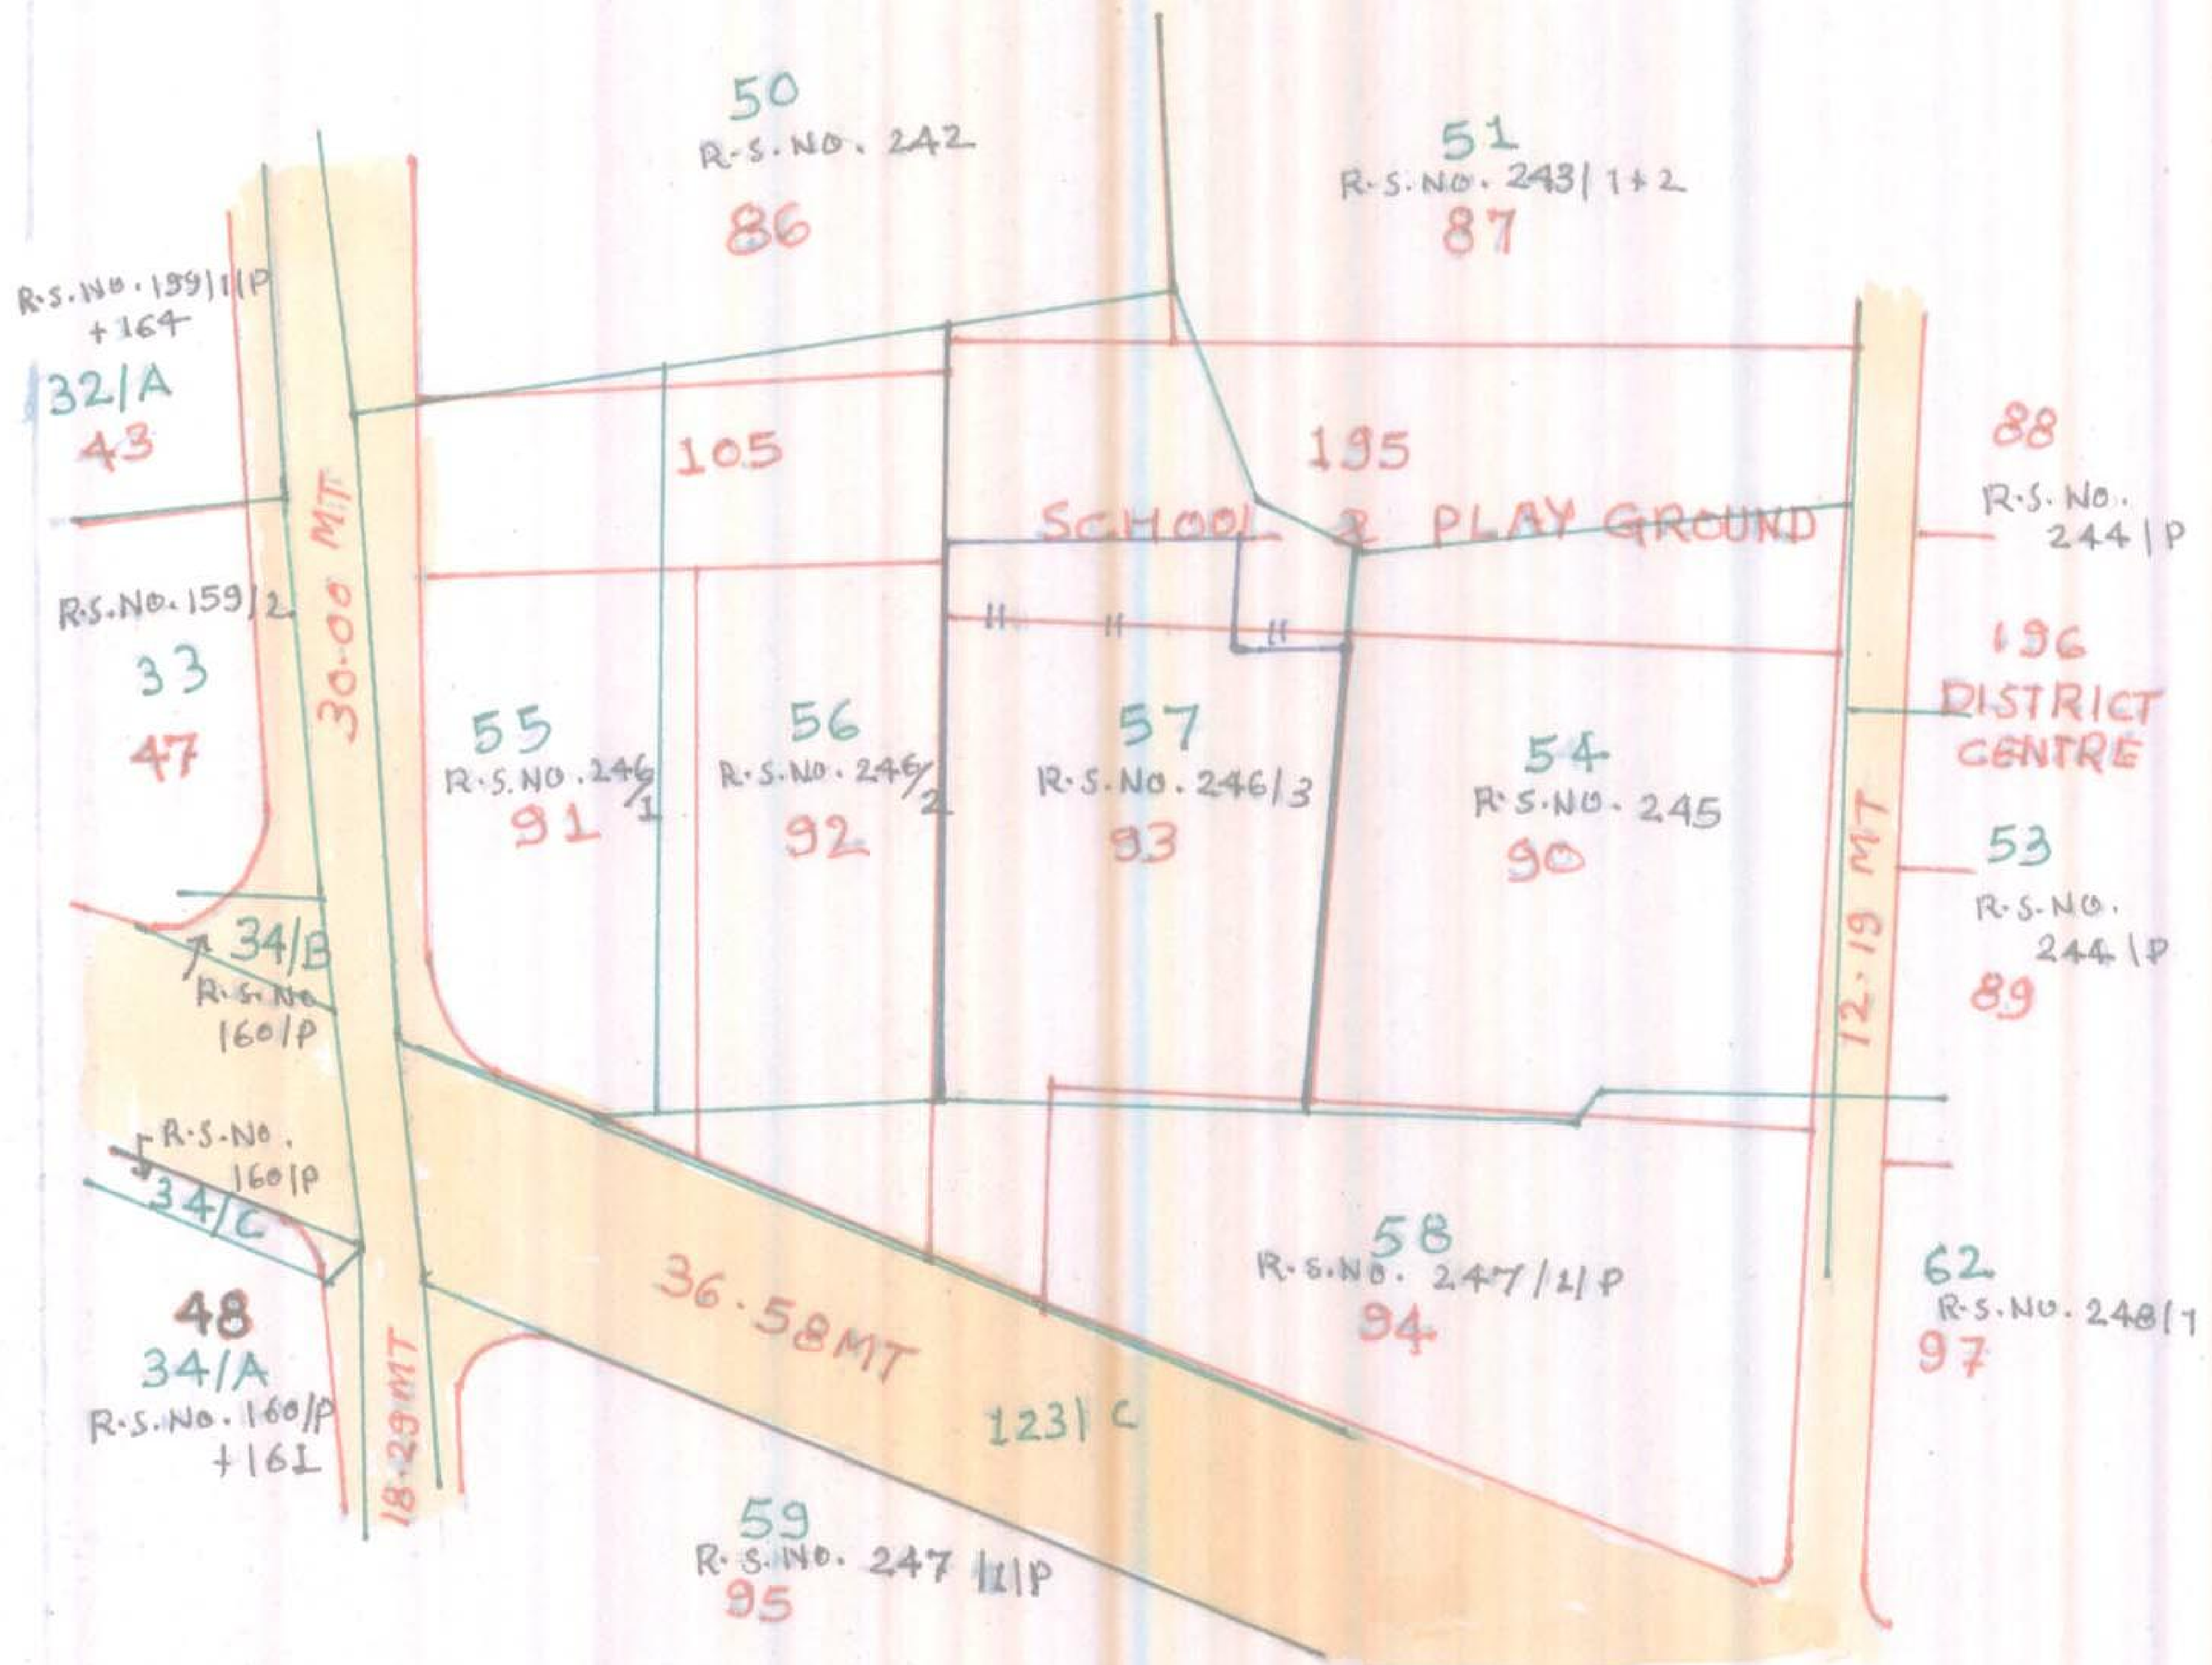 50
R.S.NO. 242
86
51
R.S.NO. 243/1+2
87
R.S.NO.159/1/P
+164
32/A
43
R.S.NO.159/2
33
47
30.00 MT
105
195
SCHOOL & PLAY GROUND
88
R.S. NO.
244/P
196
DISTRICT
CENTRE
55
R.S.NO.246/1
91
56
R.S.NO.246/2
92
57
R.S.NO.246/3
93
54
R.S.NO. 245
90
12.19 MT
53
R.S.NO.
244/P
89
34/B
R.S.NO
160/P
R.S.NO.
160/P
34/C
48
34/A
R.S.NO.160/P
+161
18.29MT
36.58MT
123/C
58
R.S.NO. 247/1/P
94
62
R.S.NO.248/1
97
59
R.S.NO. 247/1/P
95